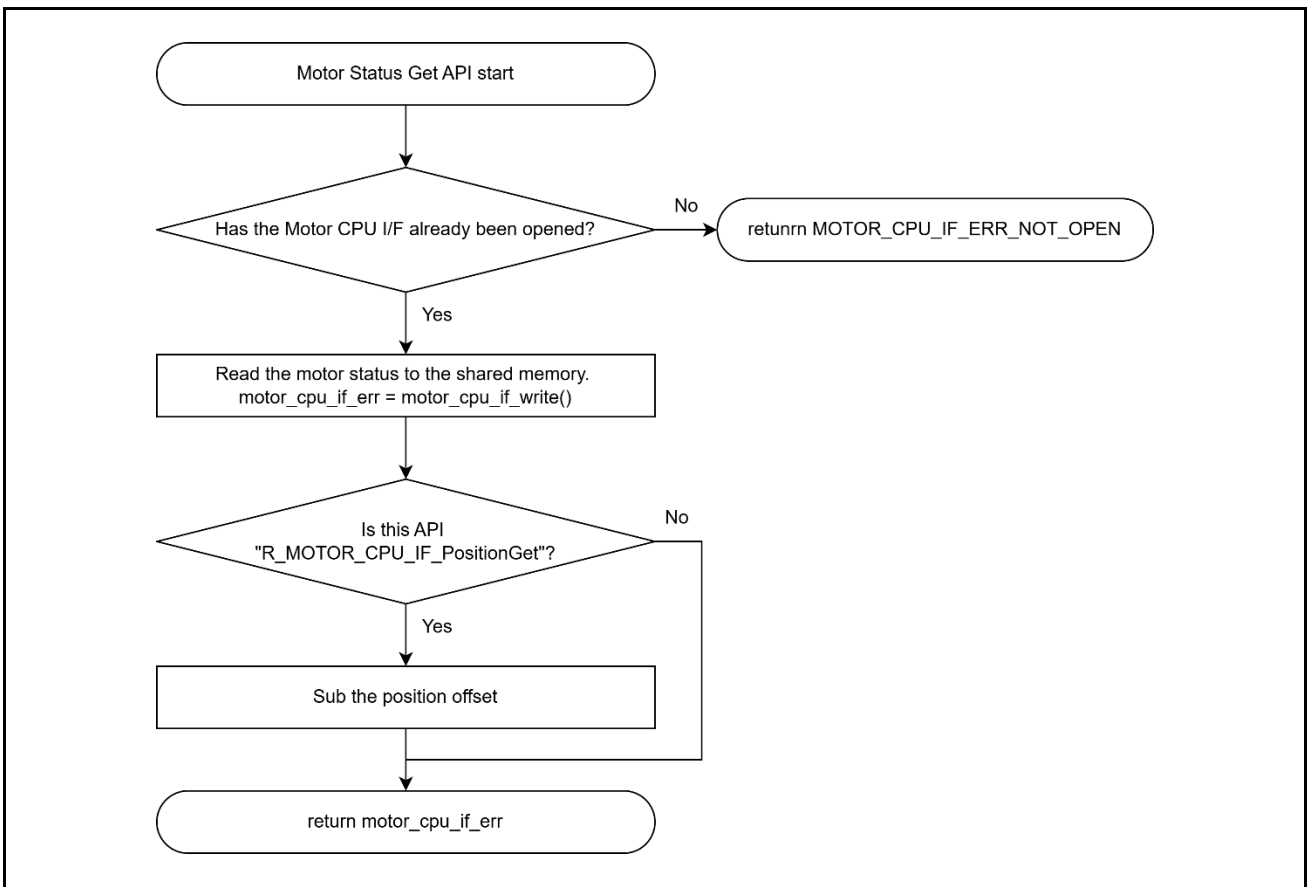 Motor Status Get API start
Has the Motor CPU I/F already been opened?
No
retunrn MOTOR_CPU_IF_ERR_NOT_OPEN
Yes
Read the motor status to the shared memory.
motor_cpu_if_err = motor_cpu_if_write()
Is this API
"R_MOTOR_CPU_IF_PositionGet"?
No
Yes
Sub the position offset
return motor_cpu_if_err